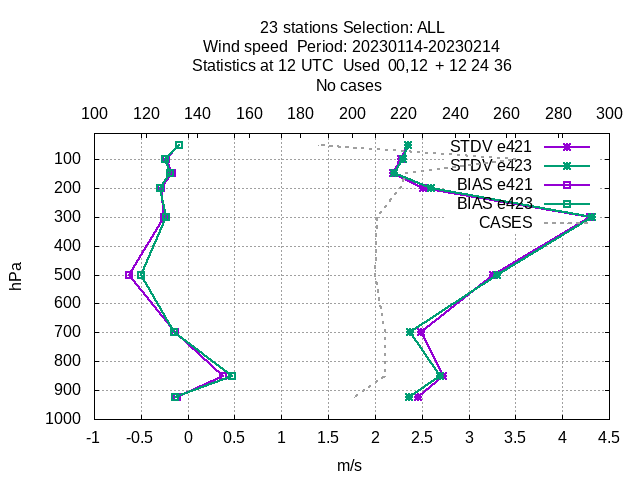 23 stations Selection: ALL
Wind speed  Period: 20230114-20230214
Statistics at 12 UTC  Used  00,12  + 12 24 36
No cases
100 120 140 160 180 200 220 240 260 280 300
STDV e421
STDV e423
BIAS e421
BIAS e423
CASES
100
200
300
400
500
600
700
800
900
1000
hPa
-1 -0.5 0 0.5 1 1.5 2 2.5 3 3.5 4 4.5
m/s